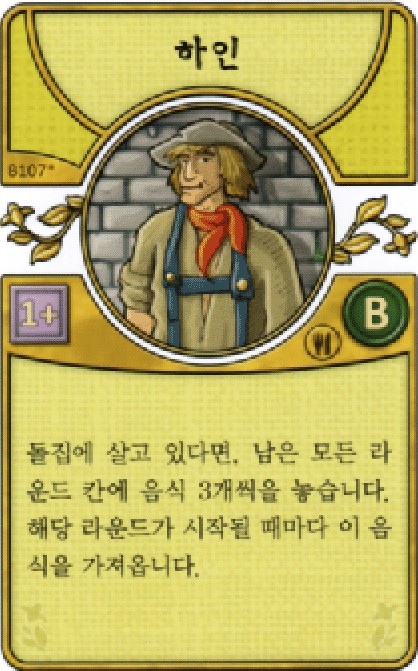 하인
B107*
1+
B
돌집에 살고 있다면, 남은 모든 라
운드 칸에 음식 3개씩을 놓습니다.
해당 라운드가 시작될 때마다 이 음
식을 가져옵니다.